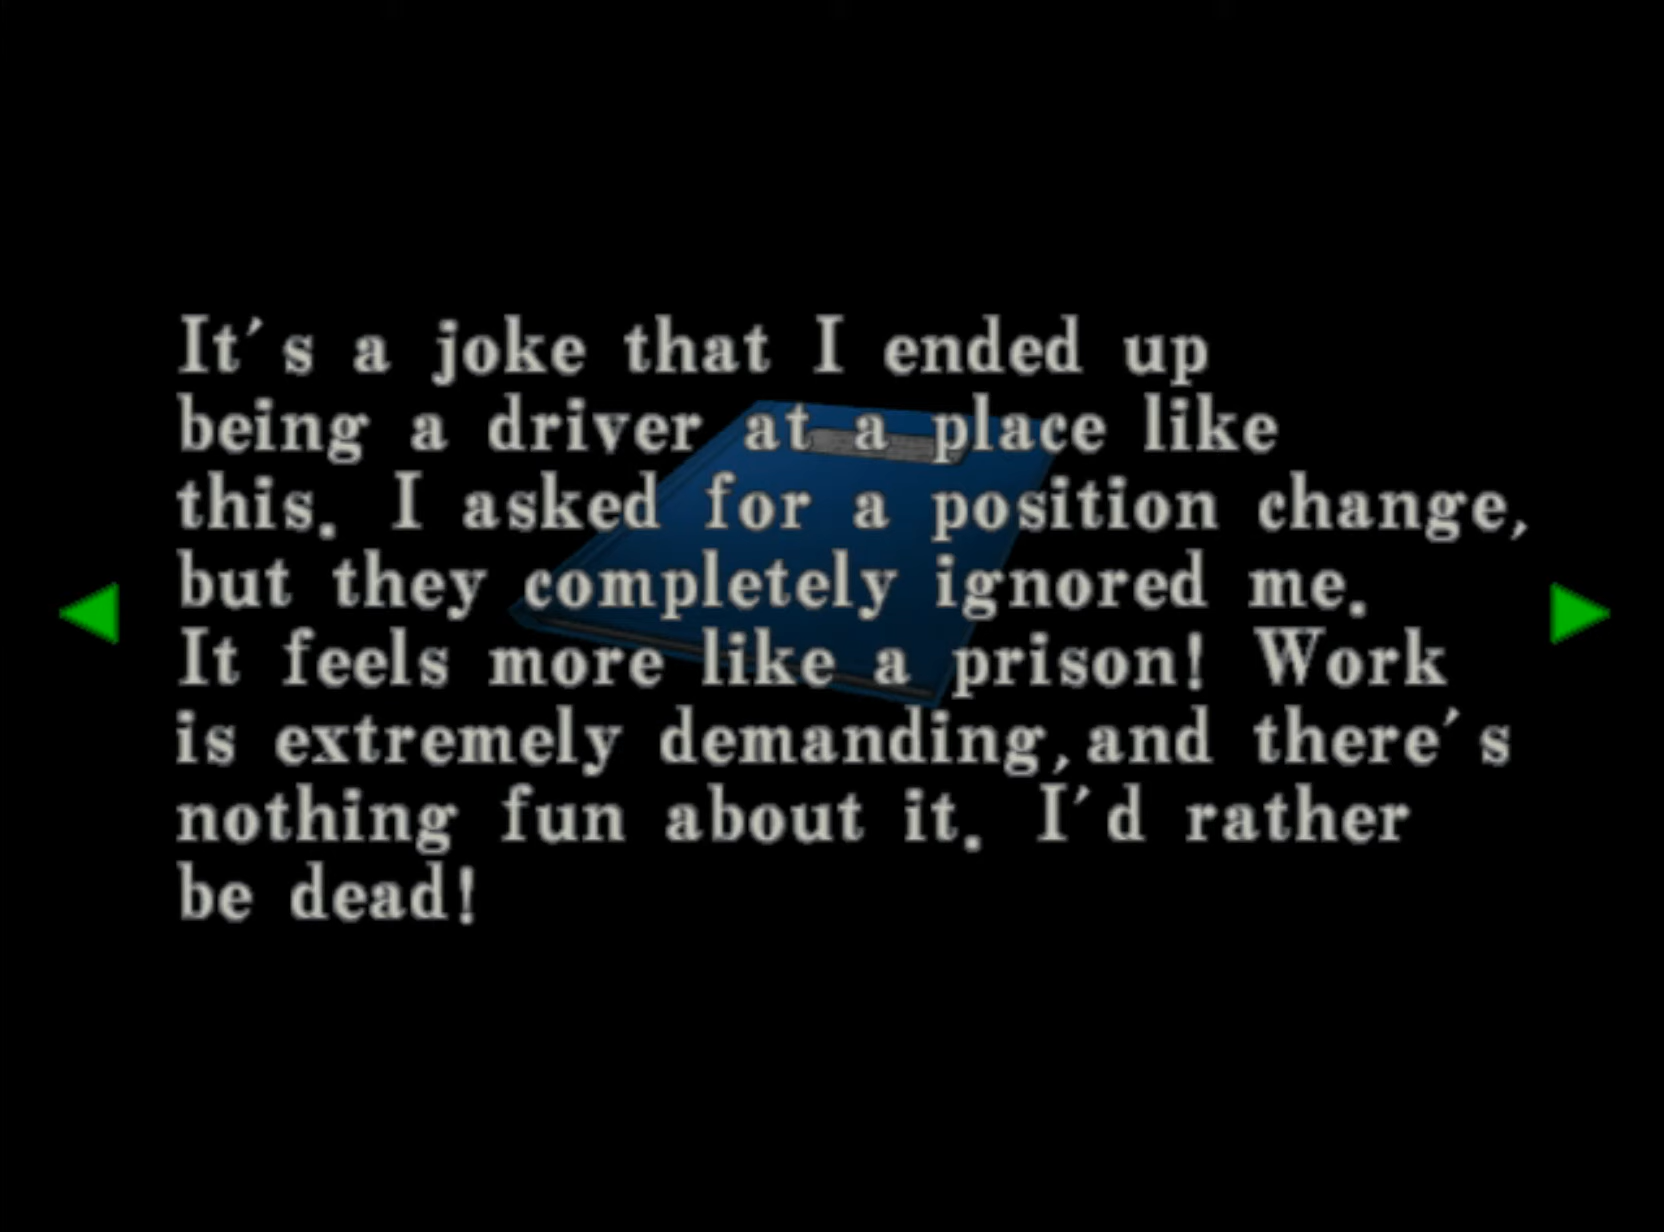 It's a joke that I ended up
being a driver at a place like
this. I asked for a position change,
but they completely ignored me.
It feels more like a prison! Work
is extremely demanding,and there's
nothing fun about it. I'd rather
be dead!